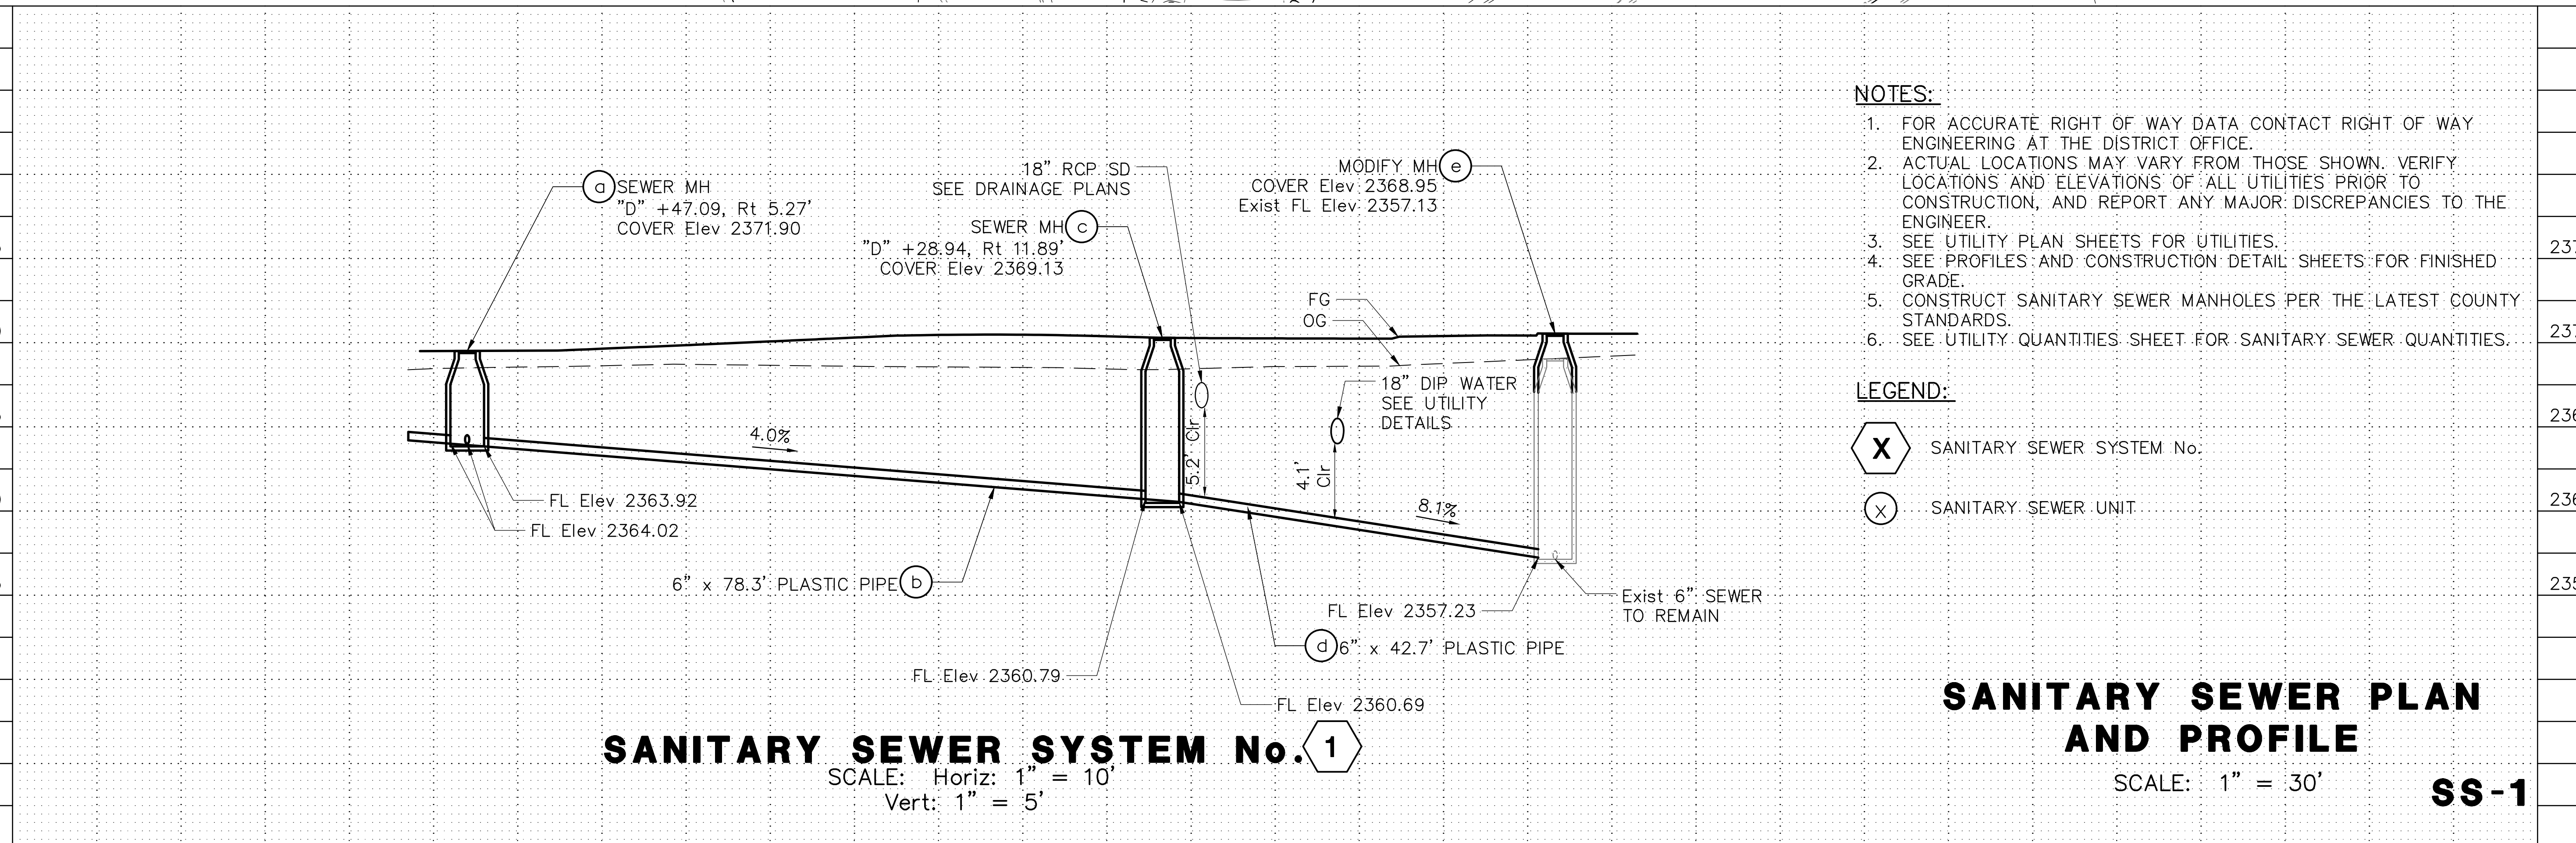 a SEWER MH
"D" +47.09, Rt 5.27'
COVER Elev 2371.90
18" RCP SD
SEE DRAINAGE PLANS
SEWER MH c
"D" +28.94, Rt 11.89'
COVER Elev 2369.13
MODIFY MH e
COVER Elev 2368.95
Exist FL Elev 2357.13
FG
OG
18" DIP WATER
SEE UTILITY
DETAILS
4.0%
5.2' Clr
4.1'
Clr
8.1%
FL Elev 2363.92
FL Elev 2364.02
6" x 78.3' PLASTIC PIPE b
FL Elev 2357.23
Exist 6" SEWER
TO REMAIN
d 6" x 42.7' PLASTIC PIPE
FL Elev 2360.79
FL Elev 2360.69
SANITARY SEWER SYSTEM No. 1
SCALE: Horiz: 1" = 10'
Vert: 1" = 5'
NOTES:
1. FOR ACCURATE RIGHT OF WAY DATA CONTACT RIGHT OF WAY
ENGINEERING AT THE DISTRICT OFFICE.
2. ACTUAL LOCATIONS MAY VARY FROM THOSE SHOWN. VERIFY
LOCATIONS AND ELEVATIONS OF ALL UTILITIES PRIOR TO
CONSTRUCTION, AND REPORT ANY MAJOR DISCREPANCIES TO THE
ENGINEER.
3. SEE UTILITY PLAN SHEETS FOR UTILITIES.
4. SEE PROFILES AND CONSTRUCTION DETAIL SHEETS FOR FINISHED
GRADE.
5. CONSTRUCT SANITARY SEWER MANHOLES PER THE LATEST COUNTY
STANDARDS.
6. SEE UTILITY QUANTITIES SHEET FOR SANITARY SEWER QUANTITIES.
LEGEND:
X SANITARY SEWER SYSTEM No.
X SANITARY SEWER UNIT
SANITARY SEWER PLAN
AND PROFILE
SCALE: 1" = 30'
SS-1